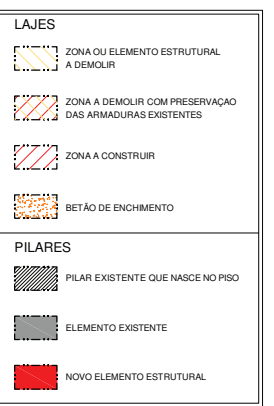 LAJES
ZONA OU ELEMENTO ESTRUTURAL
A DEMOLIR
ZONA A DEMOLIR COM PRESERVAÇAO
DAS ARMADURAS EXISTENTES
ZONA A CONSTRUIR
BETÃO DE ENCHIMENTO
PILARES
PILAR EXISTENTE QUE NASCE NO PISO
ELEMENTO EXISTENTE
NOVO ELEMENTO ESTRUTURAL